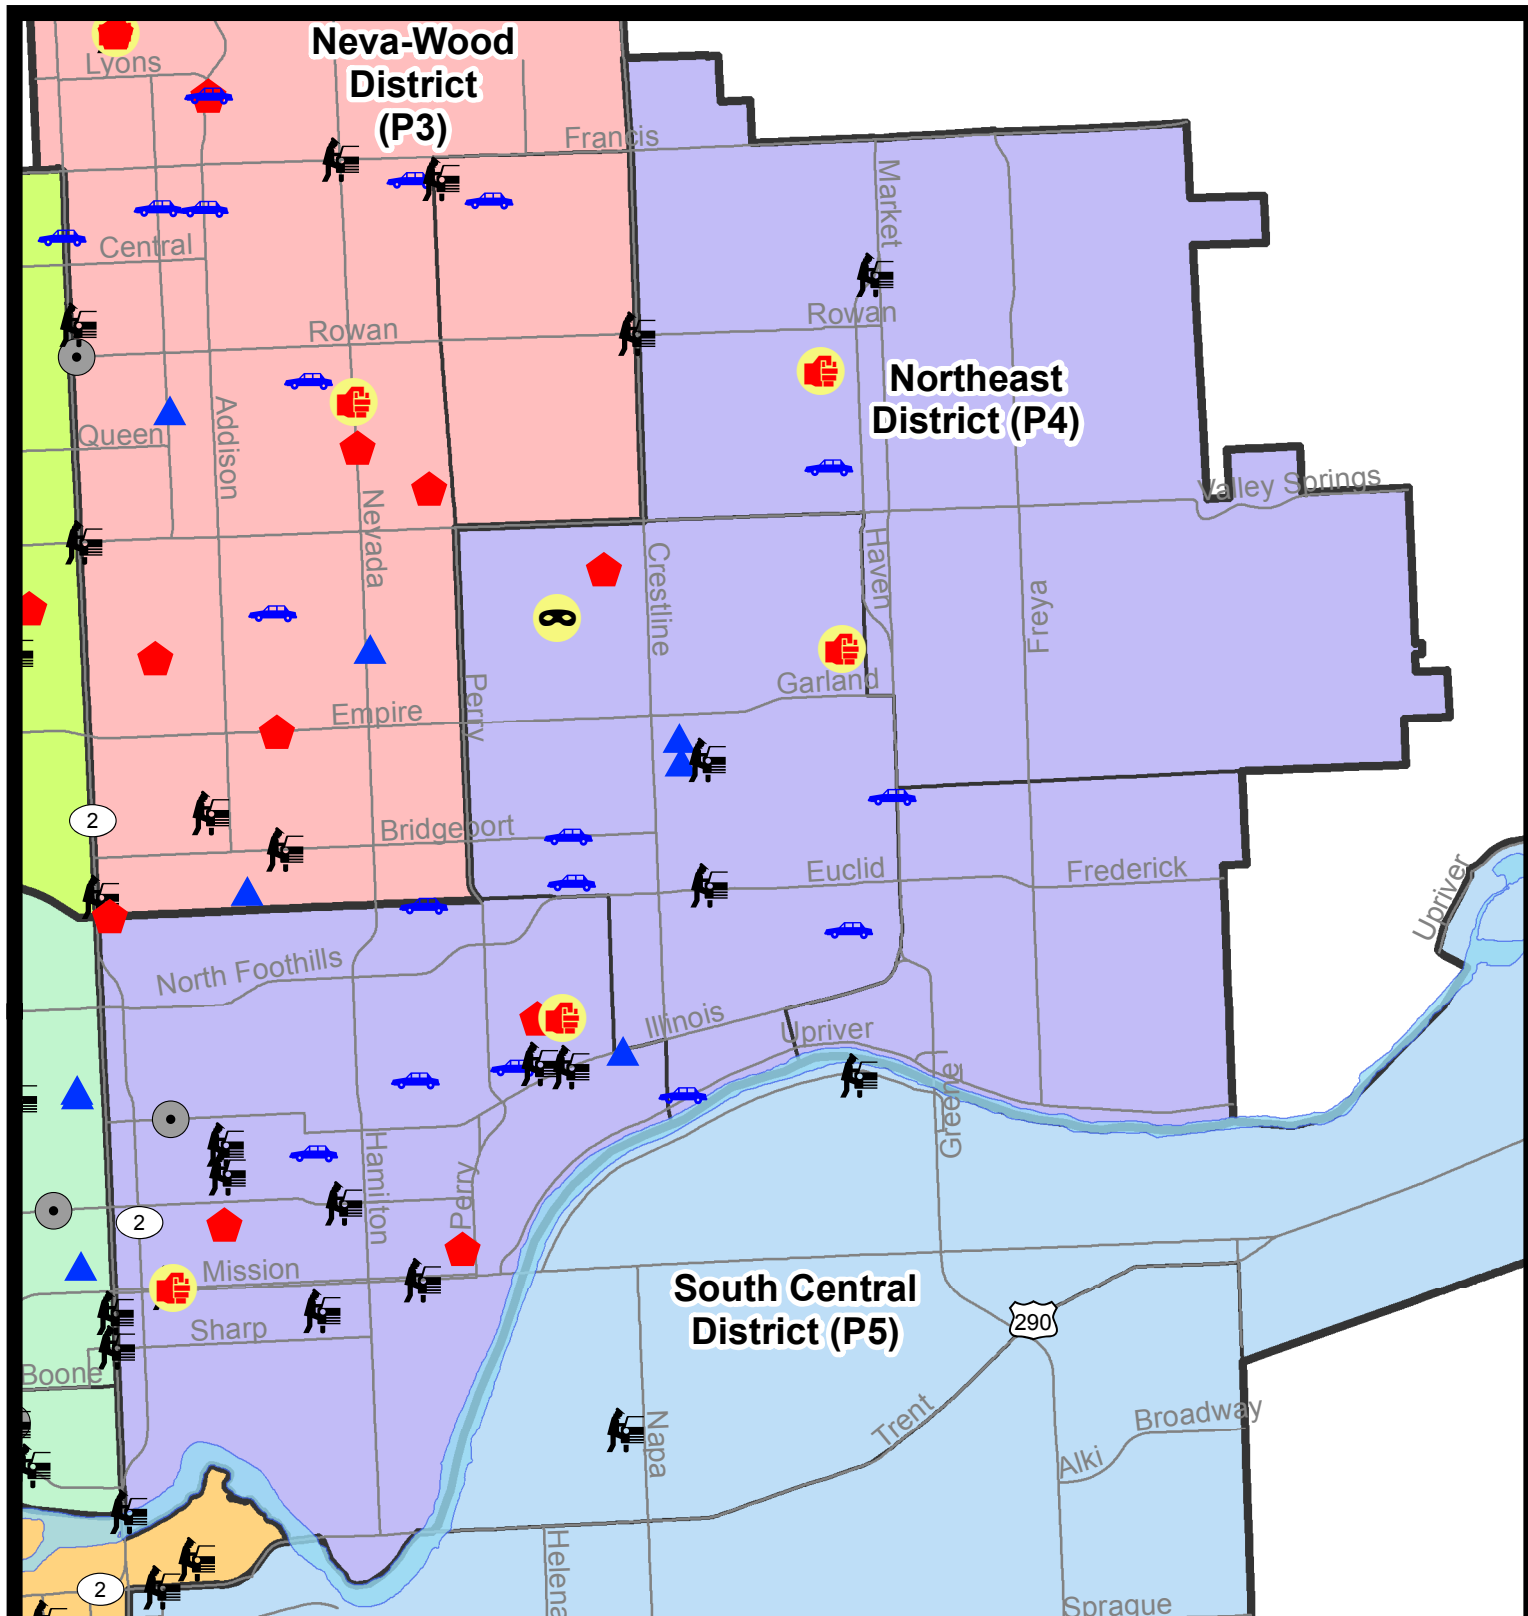 Neva-Wood
District
(P3)
Lyons
Francis
Market
Central
Rowan
Rowan
Northeast
District (P4)
Addison
Queen
Valley Springs
Nevada
Haven
Crestline
Freya
Perry
Garland
Empire
2
Bridgeport
Euclid
Frederick
Upriver
North Foothills
Illinois
Upriver
Greene
Hamilton
Perry
2
Mission
South Central
District (P5)
Sharp
290
Boone
Napa
Trent
Broadway
Alki
Helena
2
Sprague